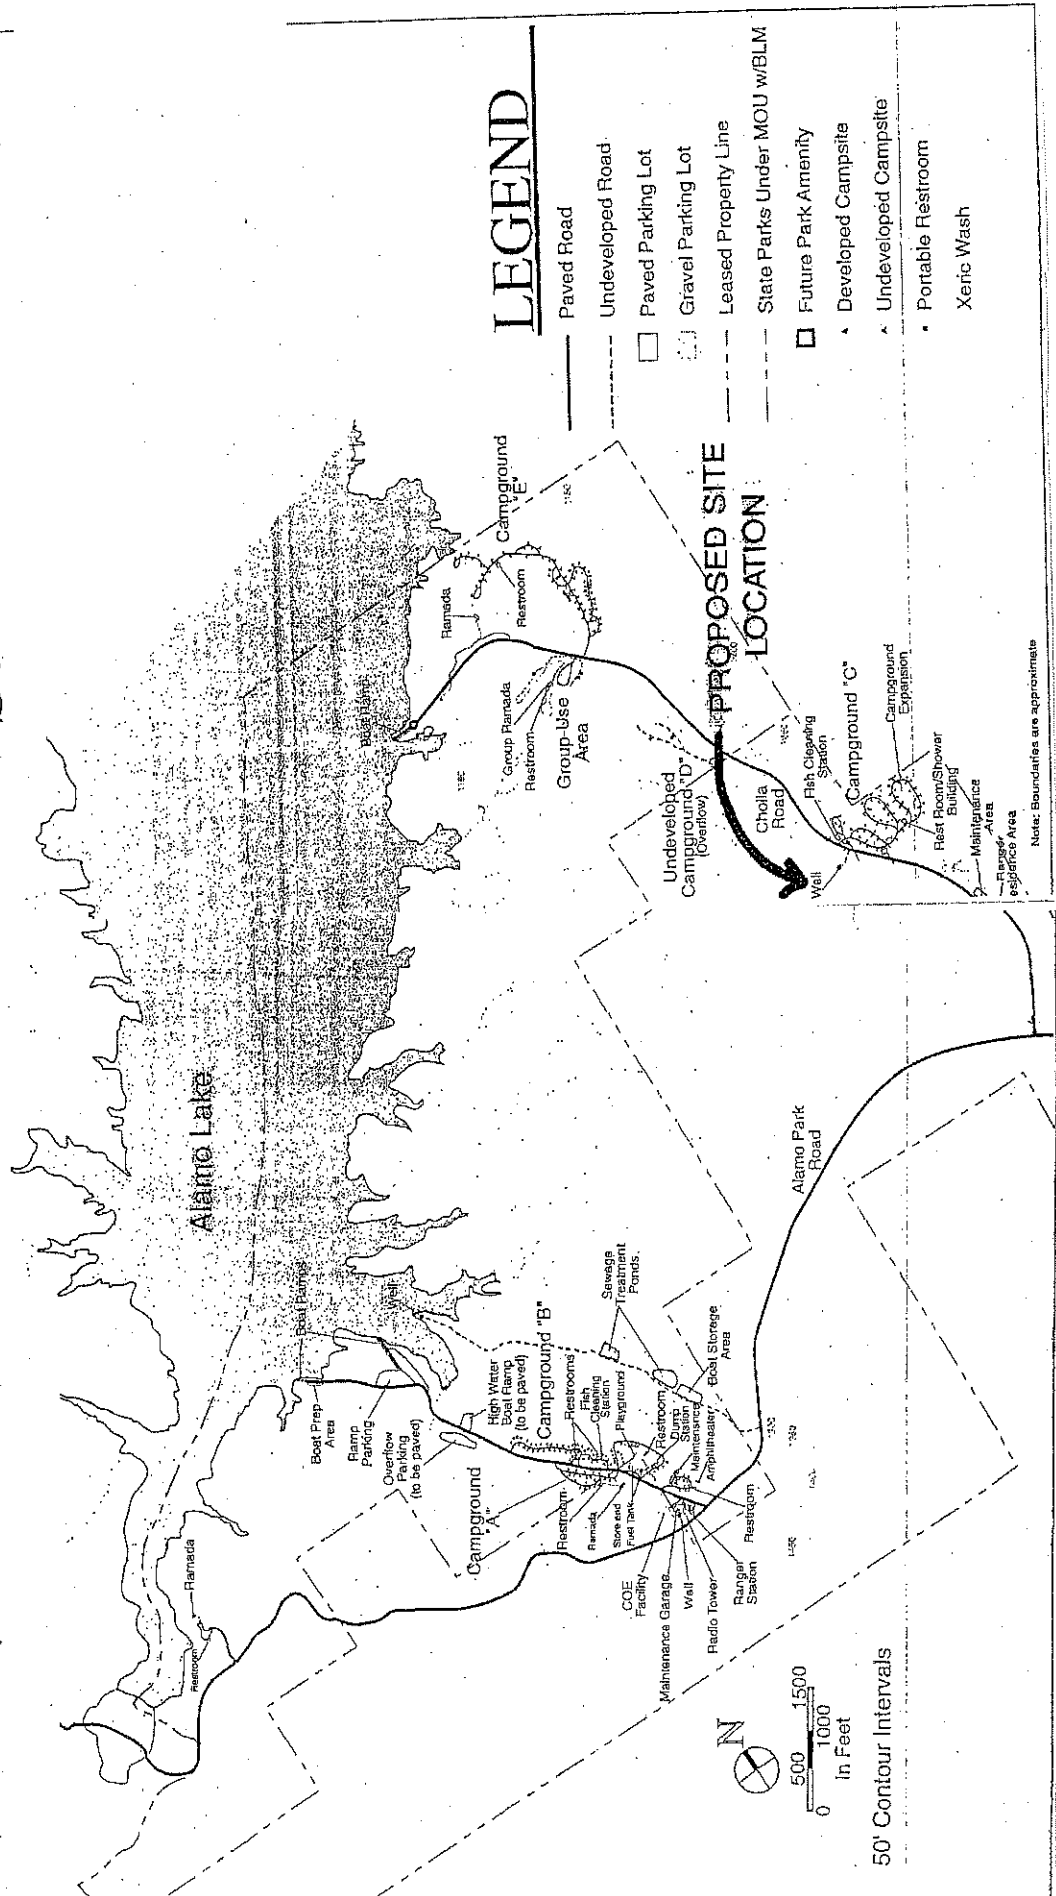 LEGEND
Paved Road
Undeveloped Road
Paved Parking Lot
Gravel Parking Lot
Leased Property Line
State Parks Under MOU w/BLM
Future Park Amenity
Developed Campsite
Undeveloped Campsite
Portable Restroom
Xeric Wash
Alamo Lake
Ramada
Restroom
Boat Prep
Area
Ramp
Parking
Overflow
Parking
(to be paved)
Boat Ramps
Well
High Water
Boat Ramp
(to be paved)
Campground "B"
Campground
"A"
Restrooms
Fish
Cleaning
Station
Playground
Restroom
Dump
Station
Maintenance
Amphitheater
Sewage
Treatment
Ponds
Boat Storage
Area
Restroom
Ramada
Store and
Fuel Tank
COE
Facility
Maintenance Garage
Well
Radio Tower
Ranger
Station
Restroom
Alamo Park
Road
Boat Ramp
Ramada
Restroom
Campground
"E"
1150
1150
Group Ramada
Restroom
Group-Use
Area
Undeveloped
Campground "D"
(Overflow)
PROPOSED SITE
LOCATION
Cholla
Road
Well
Fish Cleaning
Station
Campground "C"
Campground
Expansion
Rest Room/Shower
Building
Maintenance
Area
Ranger
esidence Area
Note: Boundaries are approximate
N
0 500 1000 1500
In Feet
50' Contour Intervals